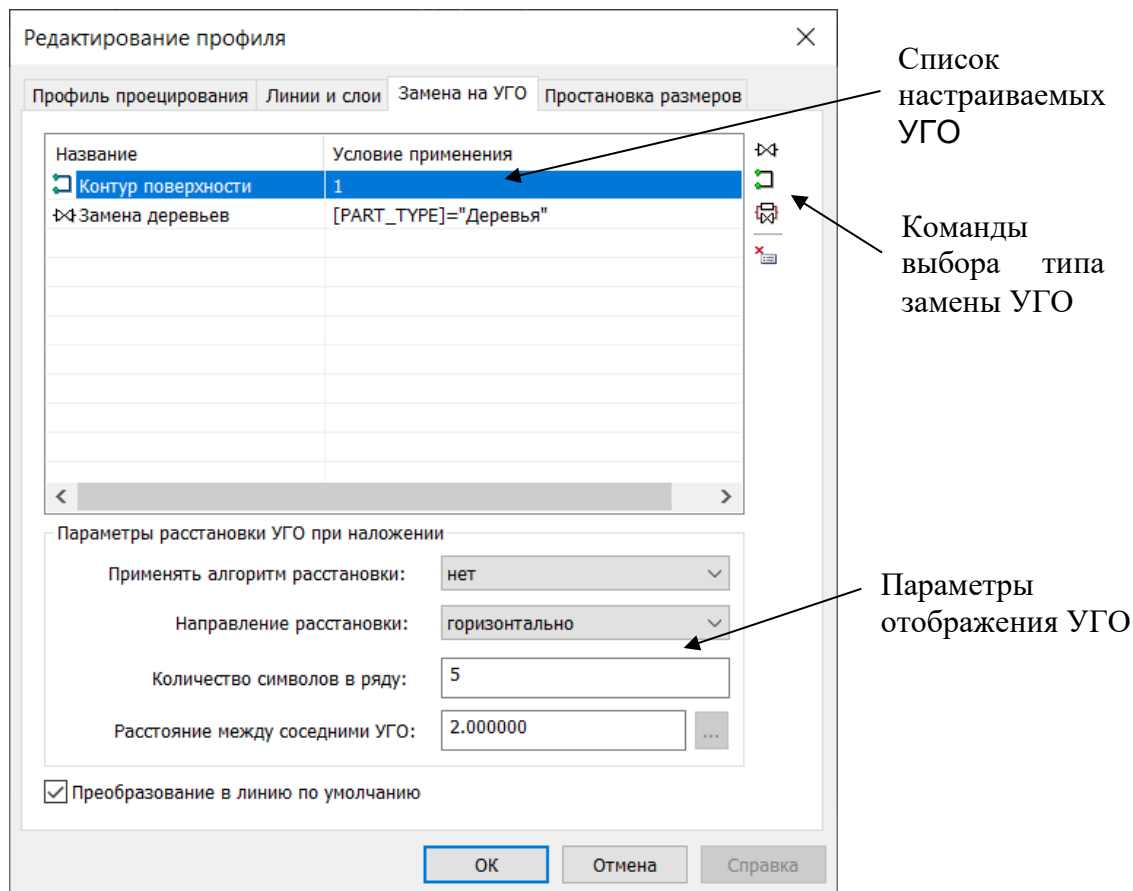 Редактирование профиля
Профиль проецирования Линии и слои Замена на УГО Простановка размеров
Название Условие применения
Контур поверхности 1
Замена деревьев [PART_TYPE]="Деревья"
Параметры расстановки УГО при наложении
Применять алгоритм расстановки: нет
Направление расстановки: горизонтально
Количество символов в ряду: 5
Расстояние между соседними УГО: 2.000000 ...
Преобразование в линию по умолчанию
ОК Отмена Справка
Список
настраиваемых
УГО
Команды
выбора типа
замены УГО
Параметры
отображения УГО